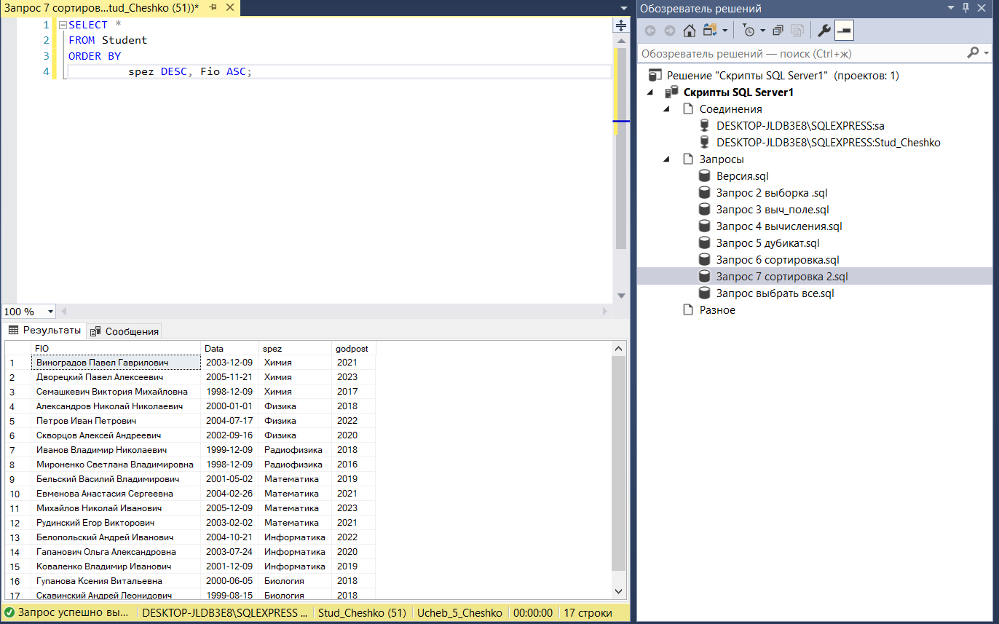 Запрос 7 сортиров...tud_Cheshko (51))*
1 SELECT *
2 FROM Student
3 ORDER BY
4 spez DESC, Fio ASC;
100 %
Результаты Сообщения
FIO Data spez godpost
1 Виноградов Павел Гаврилович 2003-12-09 Химия 2021
2 Дворецкий Павел Алексеевич 2005-11-21 Химия 2023
3 Семашкевич Виктория Михайловна 1998-12-09 Химия 2017
4 Александров Николай Николаевич 2000-01-01 Физика 2018
5 Петров Иван Петрович 2004-07-17 Физика 2022
6 Скворцов Алексей Андреевич 2002-09-16 Физика 2020
7 Иванов Владимир Николаевич 1999-12-09 Радиофизика 2018
8 Мироненко Светлана Владимировна 1998-12-09 Радиофизика 2016
9 Бельский Василий Владимирович 2001-05-02 Математика 2019
10 Евменова Анастасия Сергеевна 2004-02-26 Математика 2021
11 Михайлов Николай Иванович 2005-12-09 Математика 2023
12 Рудинский Егор Викторович 2003-02-02 Математика 2021
13 Белопольский Андрей Иванович 2004-10-21 Информатика 2022
14 Гапанович Ольга Александровна 2003-07-24 Информатика 2020
15 Коваленко Владимир Иванович 2001-12-09 Информатика 2019
16 Гупанова Ксения Витальевна 2000-06-05 Биология 2018
17 Скавинский Андрей Леонидович 1999-08-15 Биология 2018
Запрос успешно вы... DESKTOP-JLDB3E8\SQLEXPRESS ... Stud_Cheshko (51) Ucheb_5_Cheshko 00:00:00 17 строки
Обозреватель решений
Обозреватель решений — поиск (Ctrl+ж)
Решение "Скрипты SQL Server1" (проектов: 1)
Скрипты SQL Server1
Соединения
DESKTOP-JLDB3E8\SQLEXPRESS:sa
DESKTOP-JLDB3E8\SQLEXPRESS:Stud_Cheshko
Запросы
Версия.sql
Запрос 2 выборка .sql
Запрос 3 выч_поле.sql
Запрос 4 вычисления.sql
Запрос 5 дубикат.sql
Запрос 6 сортировка.sql
Запрос 7 сортировка 2.sql
Запрос выбрать все.sql
Разное